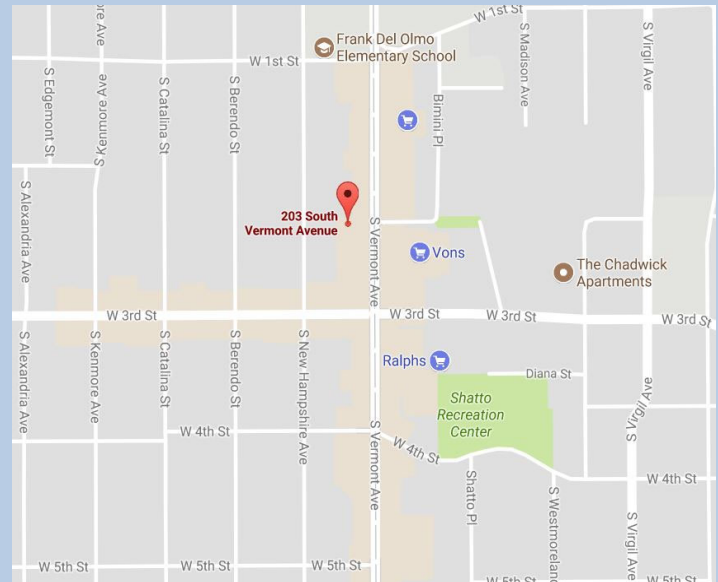 W 1st St
Frank Del Olmo
Elementary School
W 1st St
S Madison Ave
S Virgil Ave
ore Ave
S Edgemont St
S Kenmore Ave
S Catalina St
S Berendo St
Bimini Pl
203 South
Vermont Avenue
S Vermont Ave
S Alexandria Ave
Vons
The Chadwick
Apartments
W 3rd St
W 3rd St
W 3rd St
W 3rd St
S Alexandria Ave
S Kenmore Ave
S Catalina St
S Berendo St
S New Hampshire Ave
Ralphs
Diana St
Shatto
Recreation
Center
S Virgil Ave
W 4th St
S Vermont Ave
W 4th St
Shatto Pl
S Westmoreland
W 4th St
S Virgil Ave
W 5th St
W 5th St
W 5th St
W 5th St
W 5th St